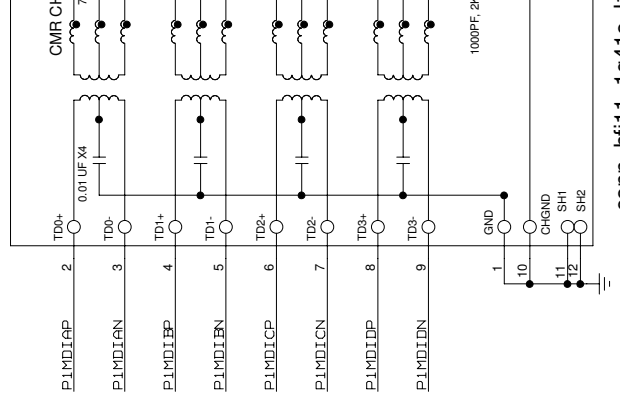 CMR CH
7
1000PF, 2K
0.01 UF X4
TD0+
TD0-
TD1+
TD1-
TD2+
TD2-
TD3+
TD3-
GND
CHGND
SH1
SH2
2
3
4
5
6
7
8
9
1
10
11
12
P1MDIAP
P1MDIAN
P1MDIBP
P1MDIBN
P1MDICP
P1MDICN
P1MDIDP
P1MDIDN